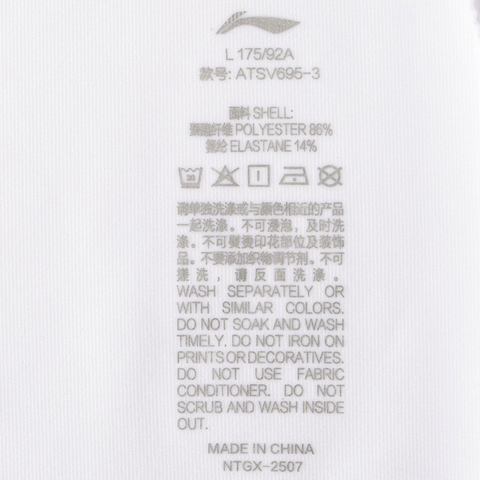 L 175/92A
款号: ATSV695-3
面料 SHELL:
聚酯纤维 POLYESTER 86%
氨纶 ELASTANE 14%
30
请单独洗涤或与颜色相近的产品
一起洗涤。不可浸泡，及时洗
涤。不可熨烫印花部位及装饰
品。不要添加织物调节剂。不可
搓洗，请反面洗涤。
WASH SEPARATELY OR
WITH SIMILAR COLORS.
DO NOT SOAK AND WASH
TIMELY. DO NOT IRON ON
PRINTS OR DECORATIVES.
DO NOT USE FABRIC
CONDITIONER. DO NOT
SCRUB AND WASH INSIDE
OUT.
MADE IN CHINA
NTGX-2507